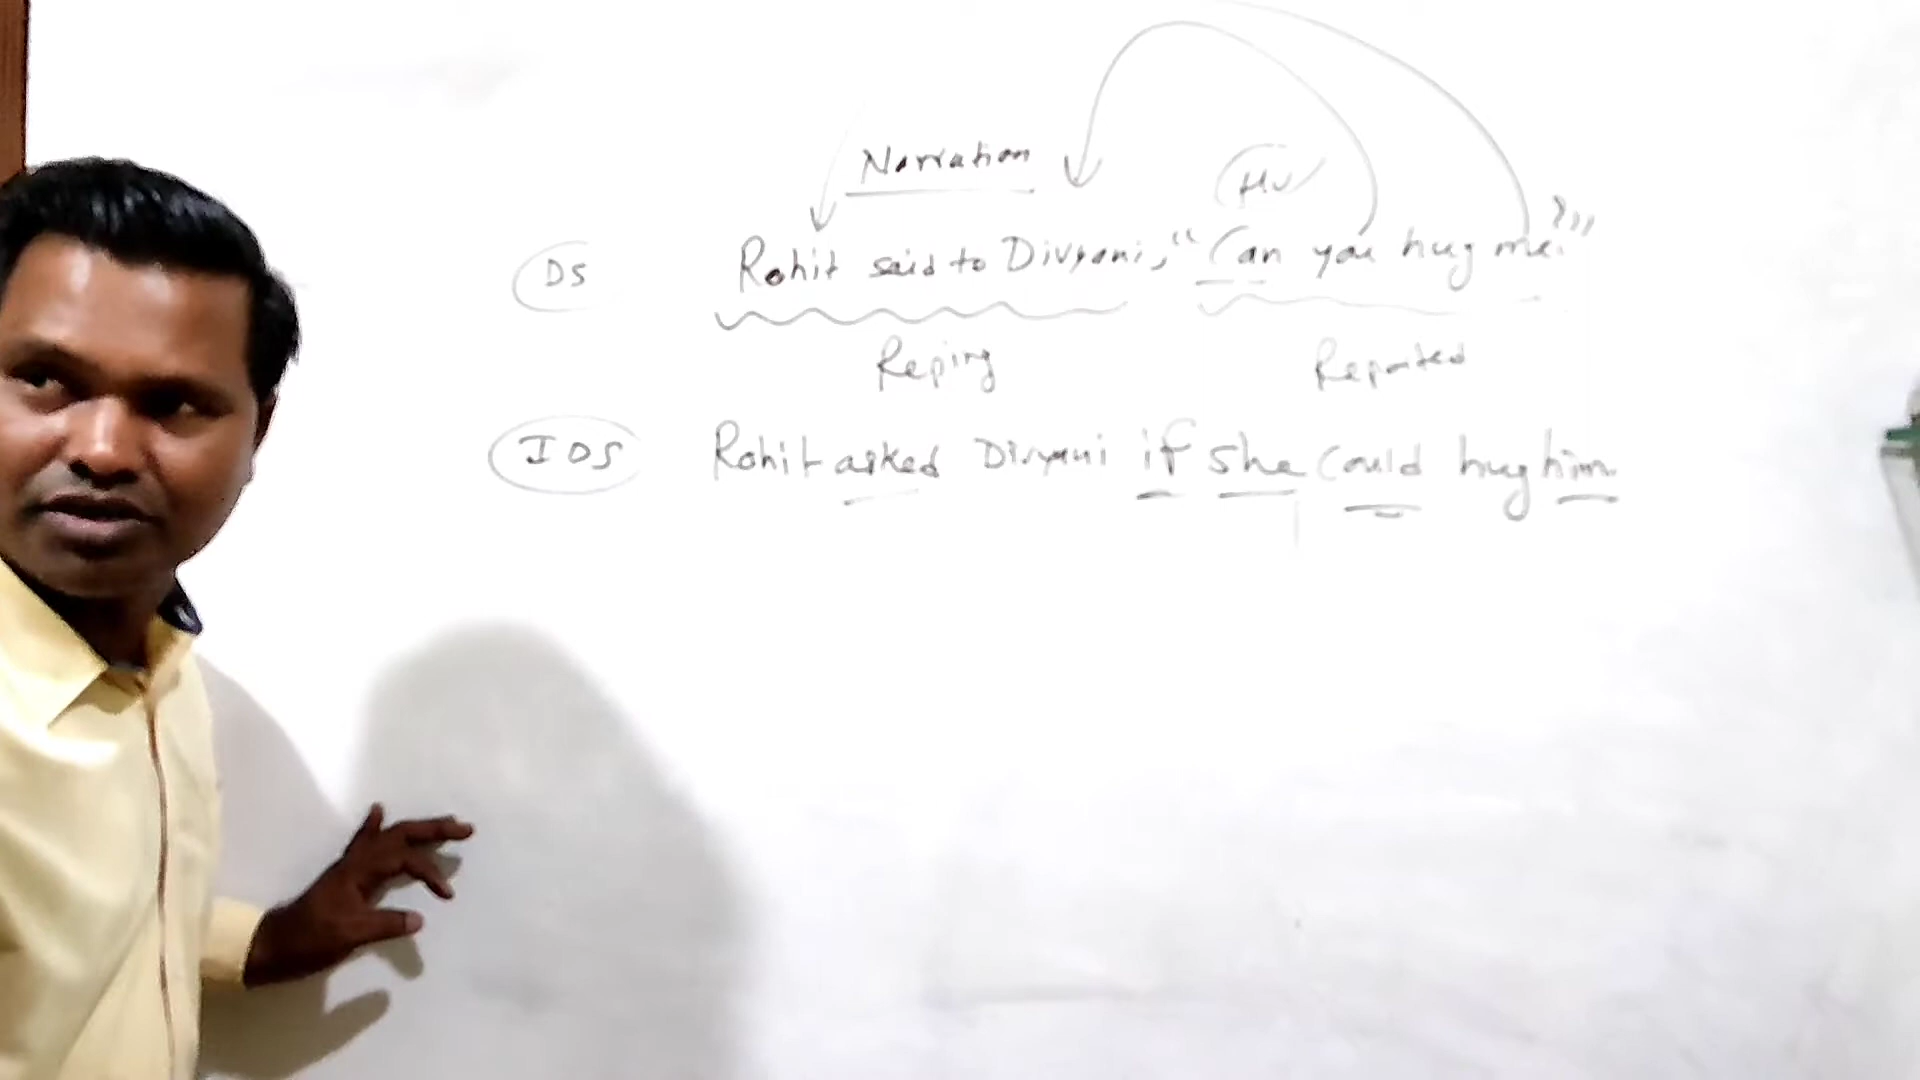 Narration
HV
DS Rohit said to Divyani, "Can you hug me?"
Reping Reported
IDS Rohit asked Divyani if she could hug him